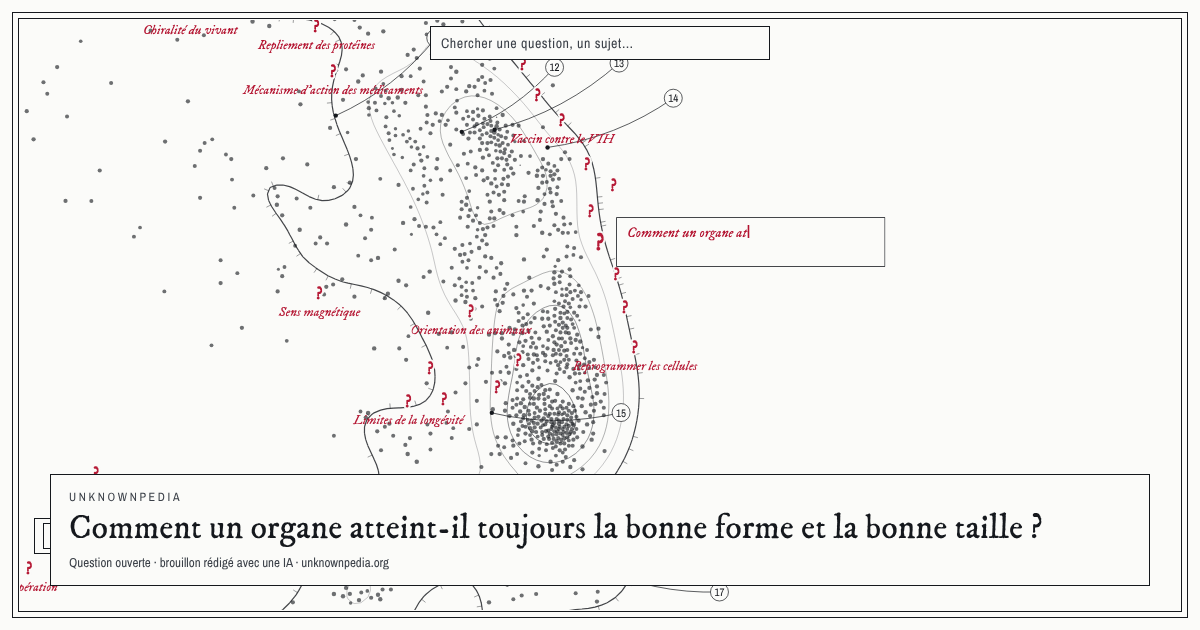 Chiralité du vivant
Repliement des protéines
Chercher une question, un sujet…
Mécanisme d'action des médicaments
12
13
14
Vaccin contre le VIH
Comment un organe at
Sens magnétique
Orientation des animaux
Reprogrammer les cellules
Limites de la longévité
15
UNKNOWNPEDIA
Comment un organe atteint-il toujours la bonne forme et la bonne taille ?
Question ouverte · brouillon rédigé avec une IA · unknownpedia.org
pération
17